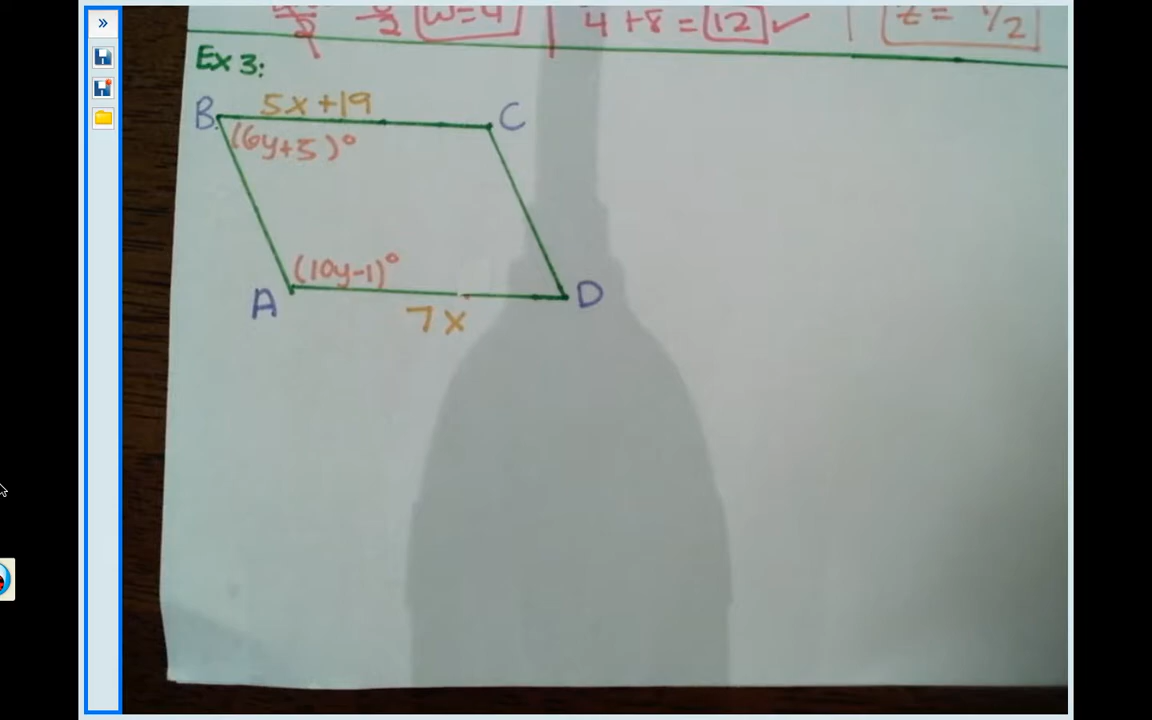 w=4
4 +8 = 12 ✓
z = 1/2
Ex 3:
B 5x+19 C
(6y+5)°
(10y-1)°
A D
7x